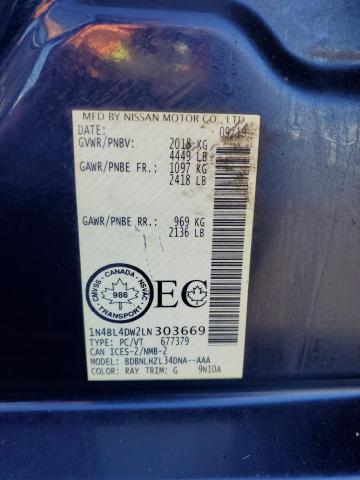 MFD BY NISSAN MOTOR CO., LTD
DATE: 09/19
GVWR/PNBV: 2018 KG
4449 LB
GAWR/PNBE FR: 1097 KG
2418 LB
GAWR/PNBE RR: 969 KG
2136 LB
CANADA
CMVSS NSVAC
986
TRANSPORT
EC
1N4BL4DW2LN303669
TYPE: PC/VT 677379
CAN ICES-2/NMB-2
MODEL: BDBNLHZL34DNA--AAA
COLOR: RAY TRIM: G 9N10A